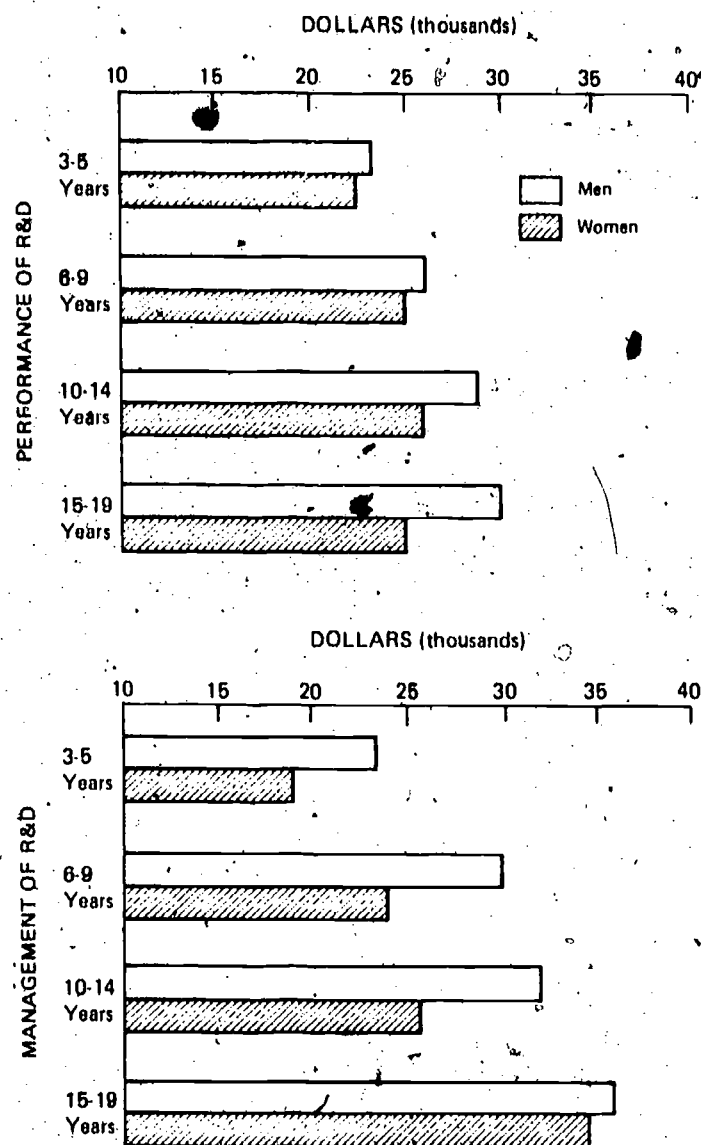 DOLLARS (thousands)
10 15 20 25 30 35 40
PERFORMANCE OF R&D
3-5
Years
Men
Women
6-9
Years
10-14
Years
15-19
Years
DOLLARS (thousands)
10 15 20 25 30 35 40
MANAGEMENT OF R&D
3-5
Years
6-9
Years
10-14
Years
15-19
Years